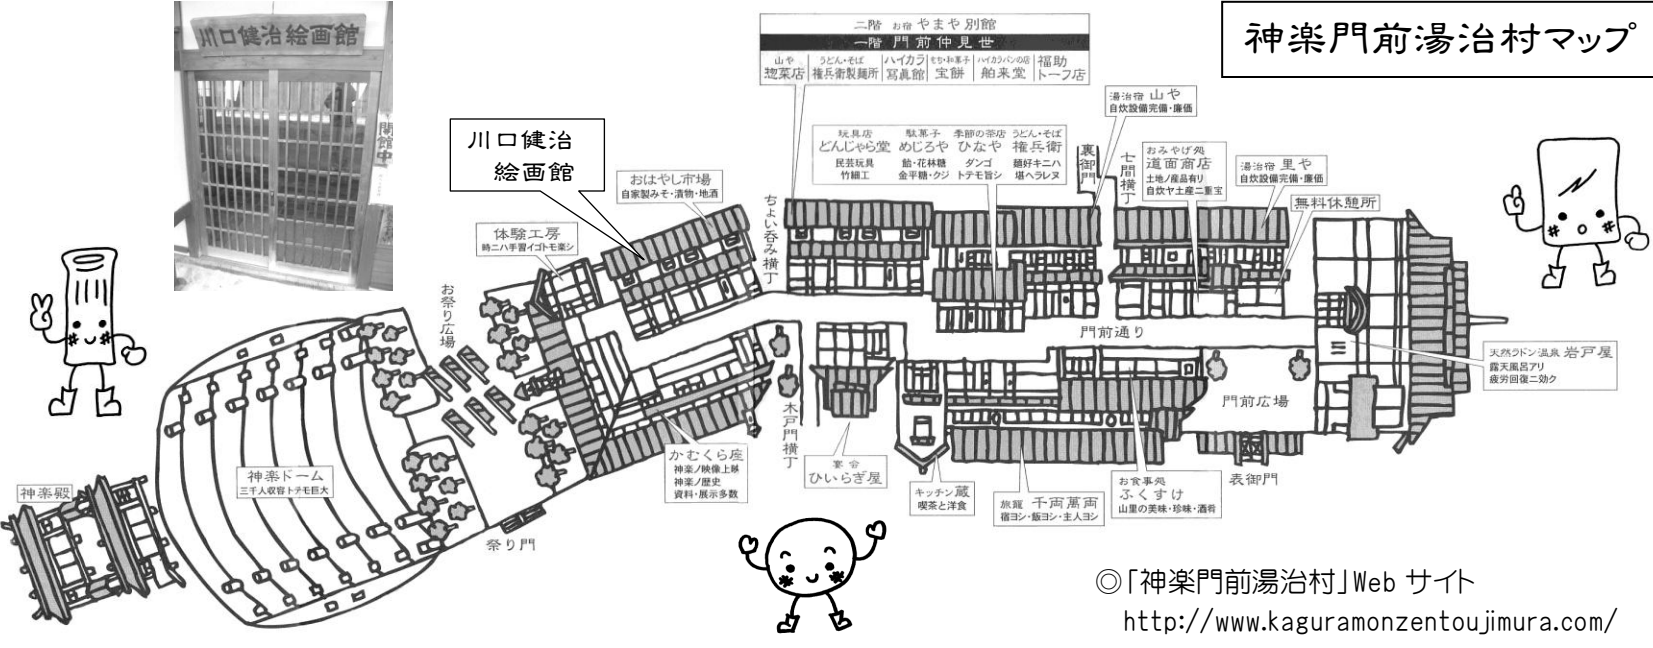 神楽門前湯治村マップ
川口健治絵画館
開館中
川口健治
絵画館
二階 お宿 やまや別館
一階 門前仲見世
山や
惣菜店
うどん・そば
権兵衛製麺所
ハイカラ
写眞館
もち・和菓子
宝餅
ハイカラパンの店
舶来堂
福助
トーフ店
湯治宿 山や
自炊設備完備・廉価
玩具店
どんじゃら堂
民芸玩具
竹細工
駄菓子
めじろや
飴・花林糖
金平糖・クジ
季節の茶店
ひなや
ダンゴ
トテモ旨シ
うどん・そば
権兵衛
麺好キニハ
堪ヘラレヌ
裏御門
七間横丁
おみやげ処
道面商店
土地ノ産品有リ
自炊ヤ土産ニ重宝
湯治宿 里や
自炊設備完備・廉価
無料休憩所
おはやし市場
自家製みそ・漬物・地酒
ちょい呑み横丁
体験工房
時ニハ手習イゴトモ楽シ
お祭り広場
門前通り
天然ラドン温泉 岩戸屋
露天風呂アリ
疲労回復ニ効ク
門前広場
木戸門横丁
かむくら座
神楽ノ映像上映
神楽ノ歴史
資料・展示多数
宴会
ひいらぎ屋
キッチン蔵
喫茶と洋食
旅籠 千両萬両
宿ヨシ・飯ヨシ・主人ヨシ
お食事処
ふくすけ
山里の美味・珍味・酒肴
表御門
神楽ドーム
三千人収容トテモ巨大
神楽殿
祭り門
◎「神楽門前湯治村」Web サイト
http://www.kaguramonzentoujimura.com/